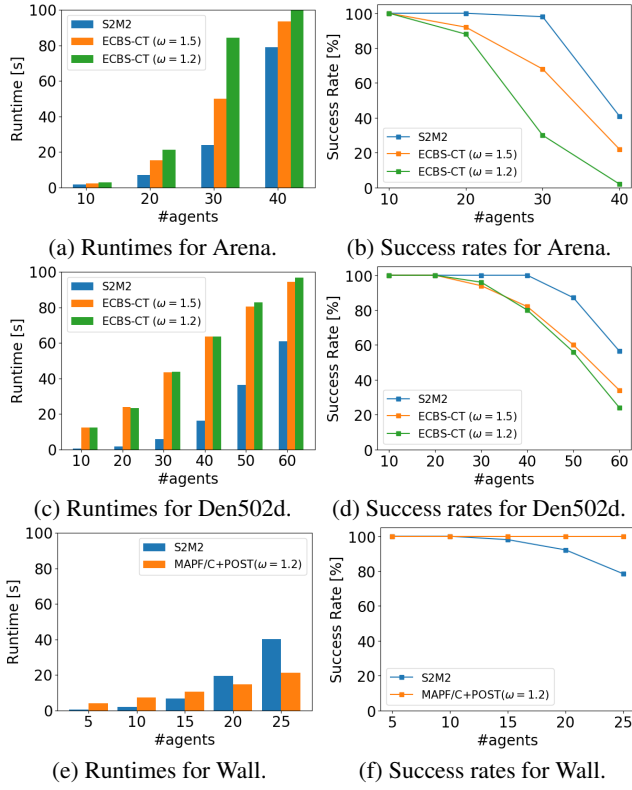 100
80
60
40
20
0
Runtime [s]
S2M2
ECBS-CT (ω = 1.5)
ECBS-CT (ω = 1.2)
10 20 30 40
#agents
(a) Runtimes for Arena.
100
80
60
40
20
0
Success Rate [%]
S2M2
ECBS-CT (ω = 1.5)
ECBS-CT (ω = 1.2)
10 20 30 40
#agents
(b) Success rates for Arena.
100
80
60
40
20
0
Runtime [s]
S2M2
ECBS-CT (ω = 1.5)
ECBS-CT (ω = 1.2)
10 20 30 40 50 60
#agents
(c) Runtimes for Den502d.
100
80
60
40
20
0
Success Rate [%]
S2M2
ECBS-CT (ω = 1.5)
ECBS-CT (ω = 1.2)
10 20 30 40 50 60
#agents
(d) Success rates for Den502d.
100
80
60
40
20
0
Runtime [s]
S2M2
MAPF/C+POST(ω = 1.2)
5 10 15 20 25
#agents
(e) Runtimes for Wall.
100
80
60
40
20
0
Success Rate [%]
S2M2
MAPF/C+POST(ω = 1.2)
5 10 15 20 25
#agents
(f) Success rates for Wall.